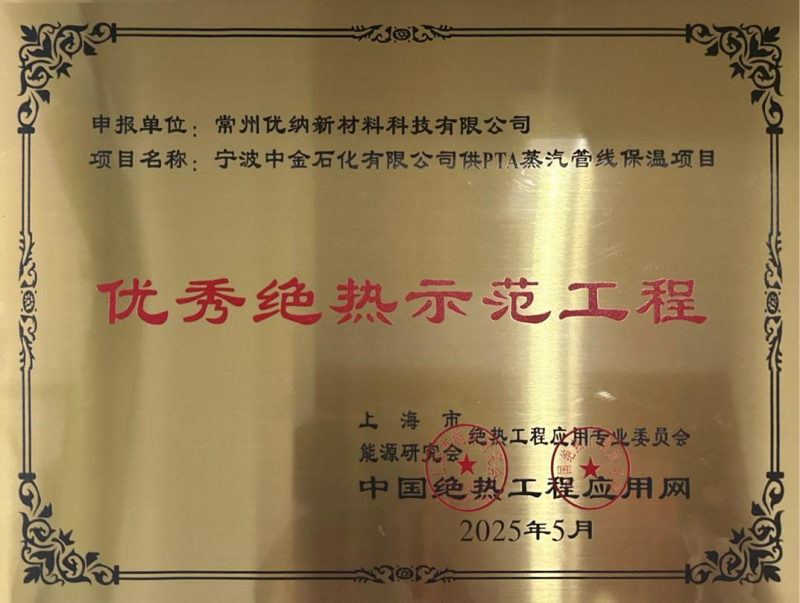 申报单位：常州优纳新材料科技有限公司
项目名称：宁波中金石化有限公司供PTA蒸汽管线保温项目
优秀绝热示范工程
上海市
能源研究会绝热工程应用专业委员会
中国绝热工程应用网
2025年5月